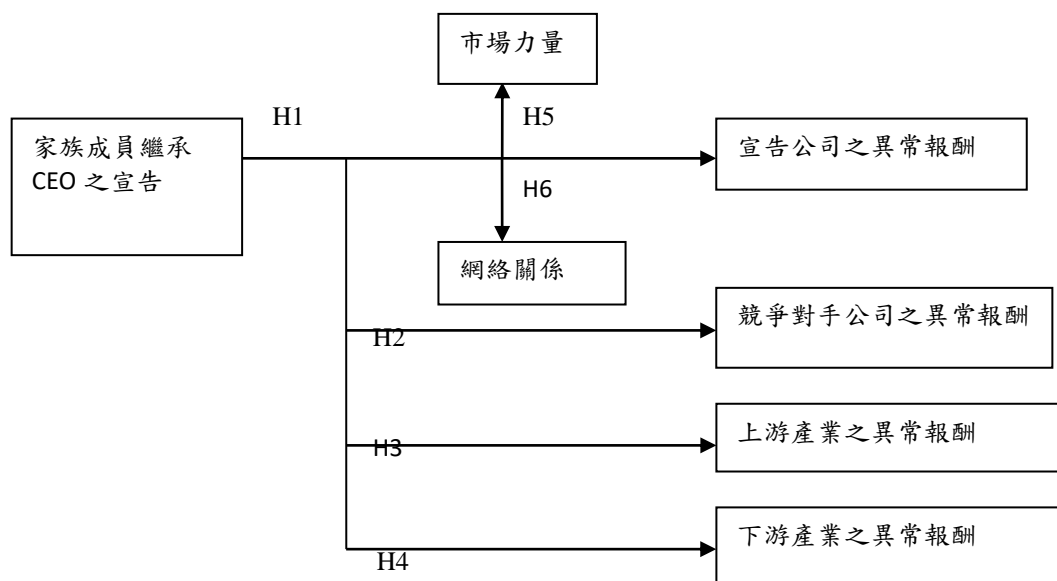 市場力量
H1
H5
家族成員繼承
CEO 之宣告
宣告公司之異常報酬
H6
網絡關係
競爭對手公司之異常報酬
H2
上游產業之異常報酬
H3
下游產業之異常報酬
H4